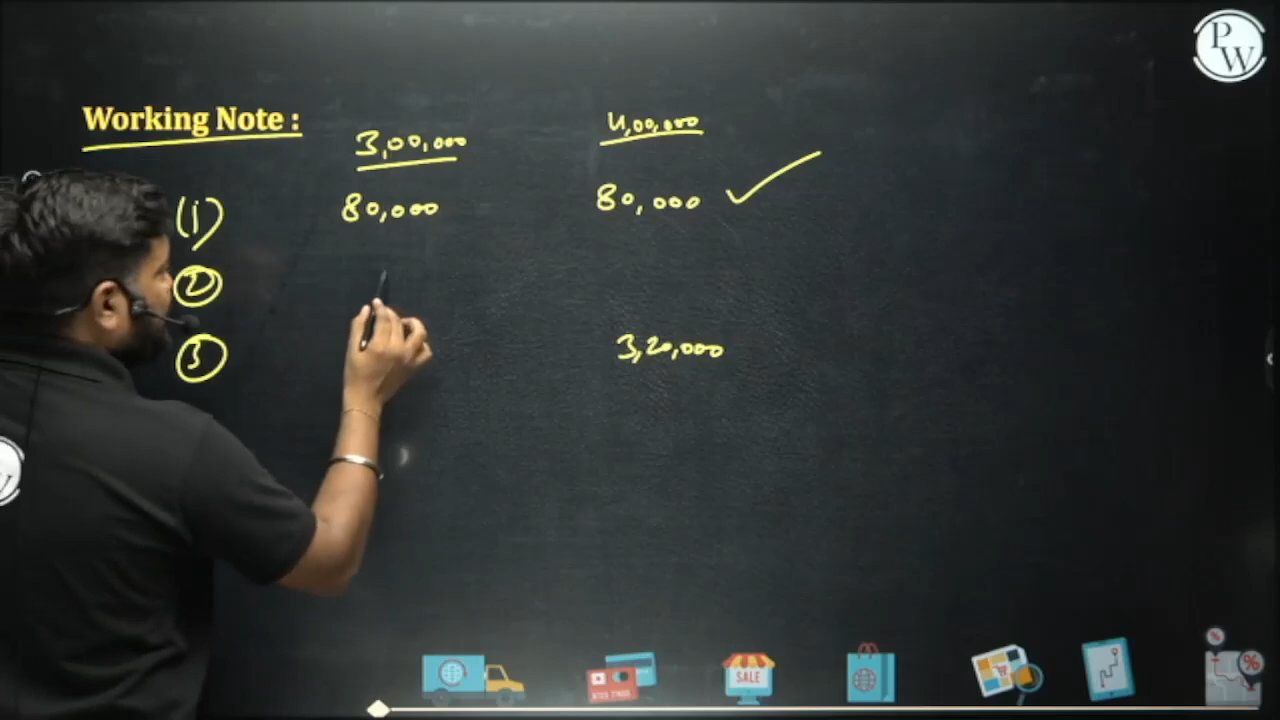 PW
Working Note :
3,00,000 4,00,000
(1) 80,000 80,000
2
3 3,20,000
SALE
%
%
W